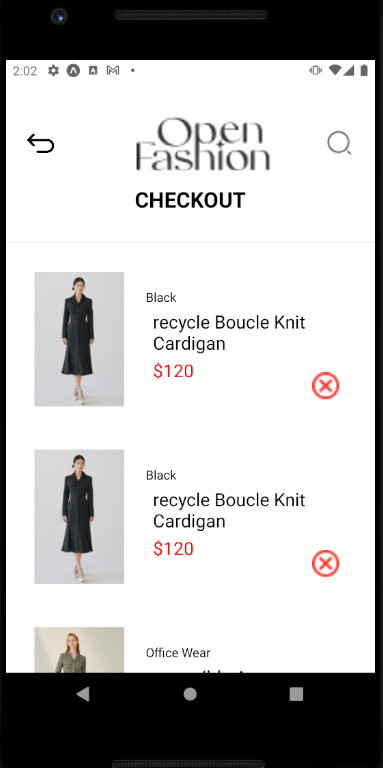 2:02
Open
Fashion
CHECKOUT
Black
recycle Boucle Knit
Cardigan
$120
Black
recycle Boucle Knit
Cardigan
$120
Office Wear